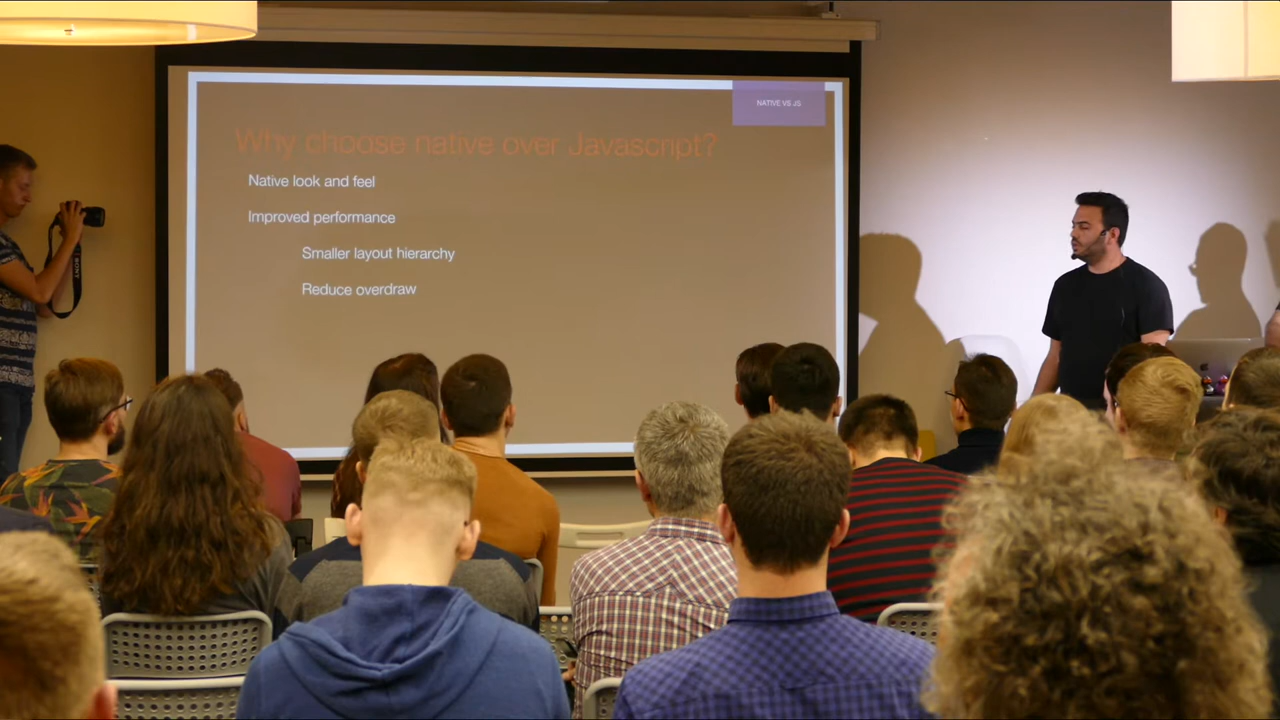 NATIVE VS JS
Why choose native over Javascript?
Native look and feel
Improved performance
Smaller layout hierarchy
Reduce overdraw
SONY